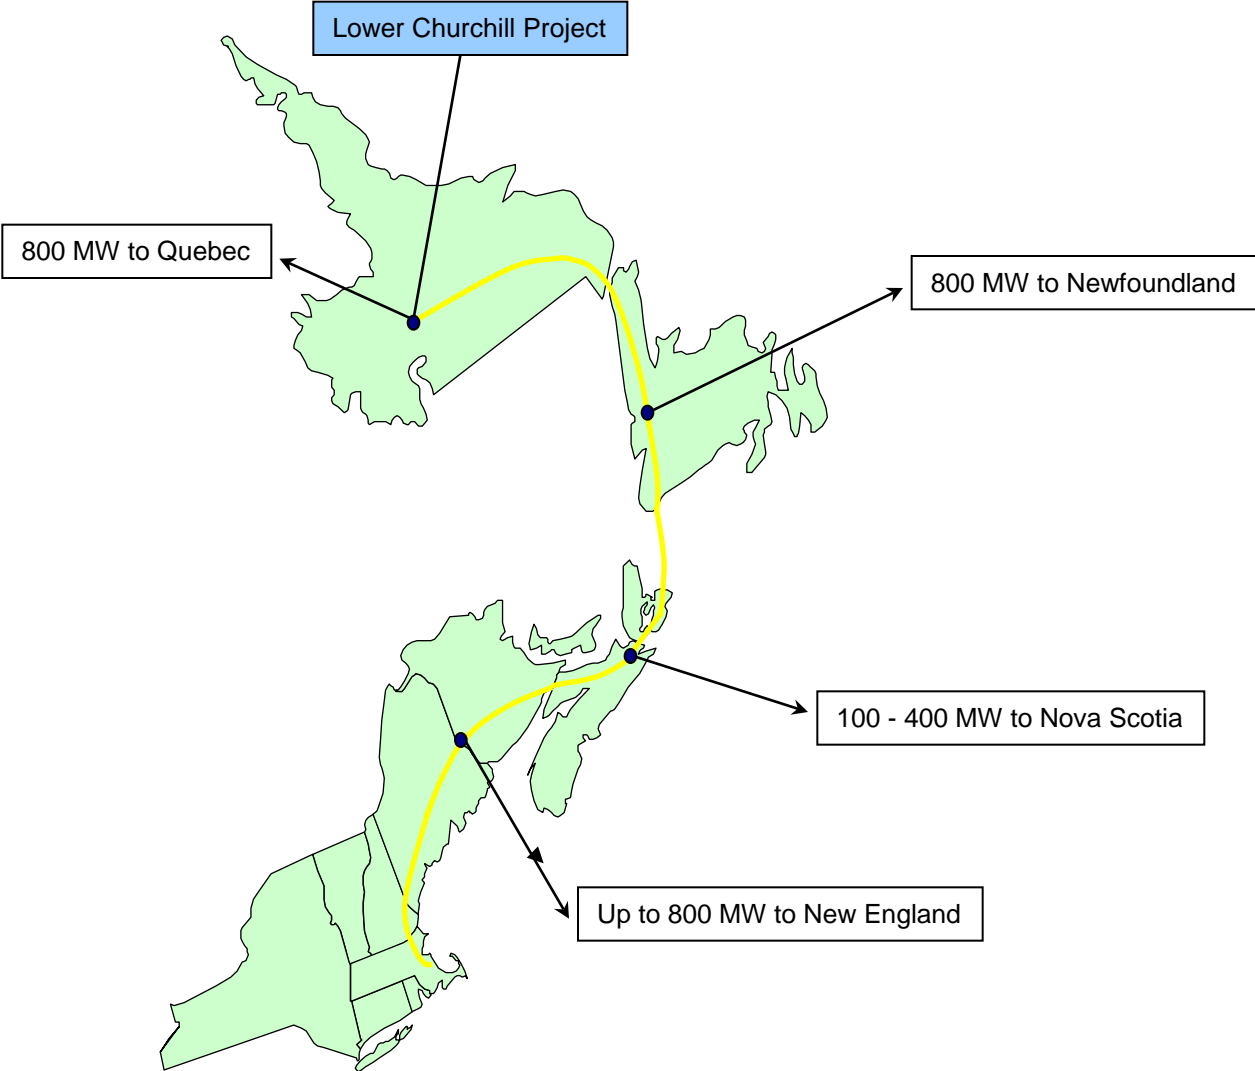 Lower Churchill Project
800 MW to Quebec
800 MW to Newfoundland
100 - 400 MW to Nova Scotia
Up to 800 MW to New England